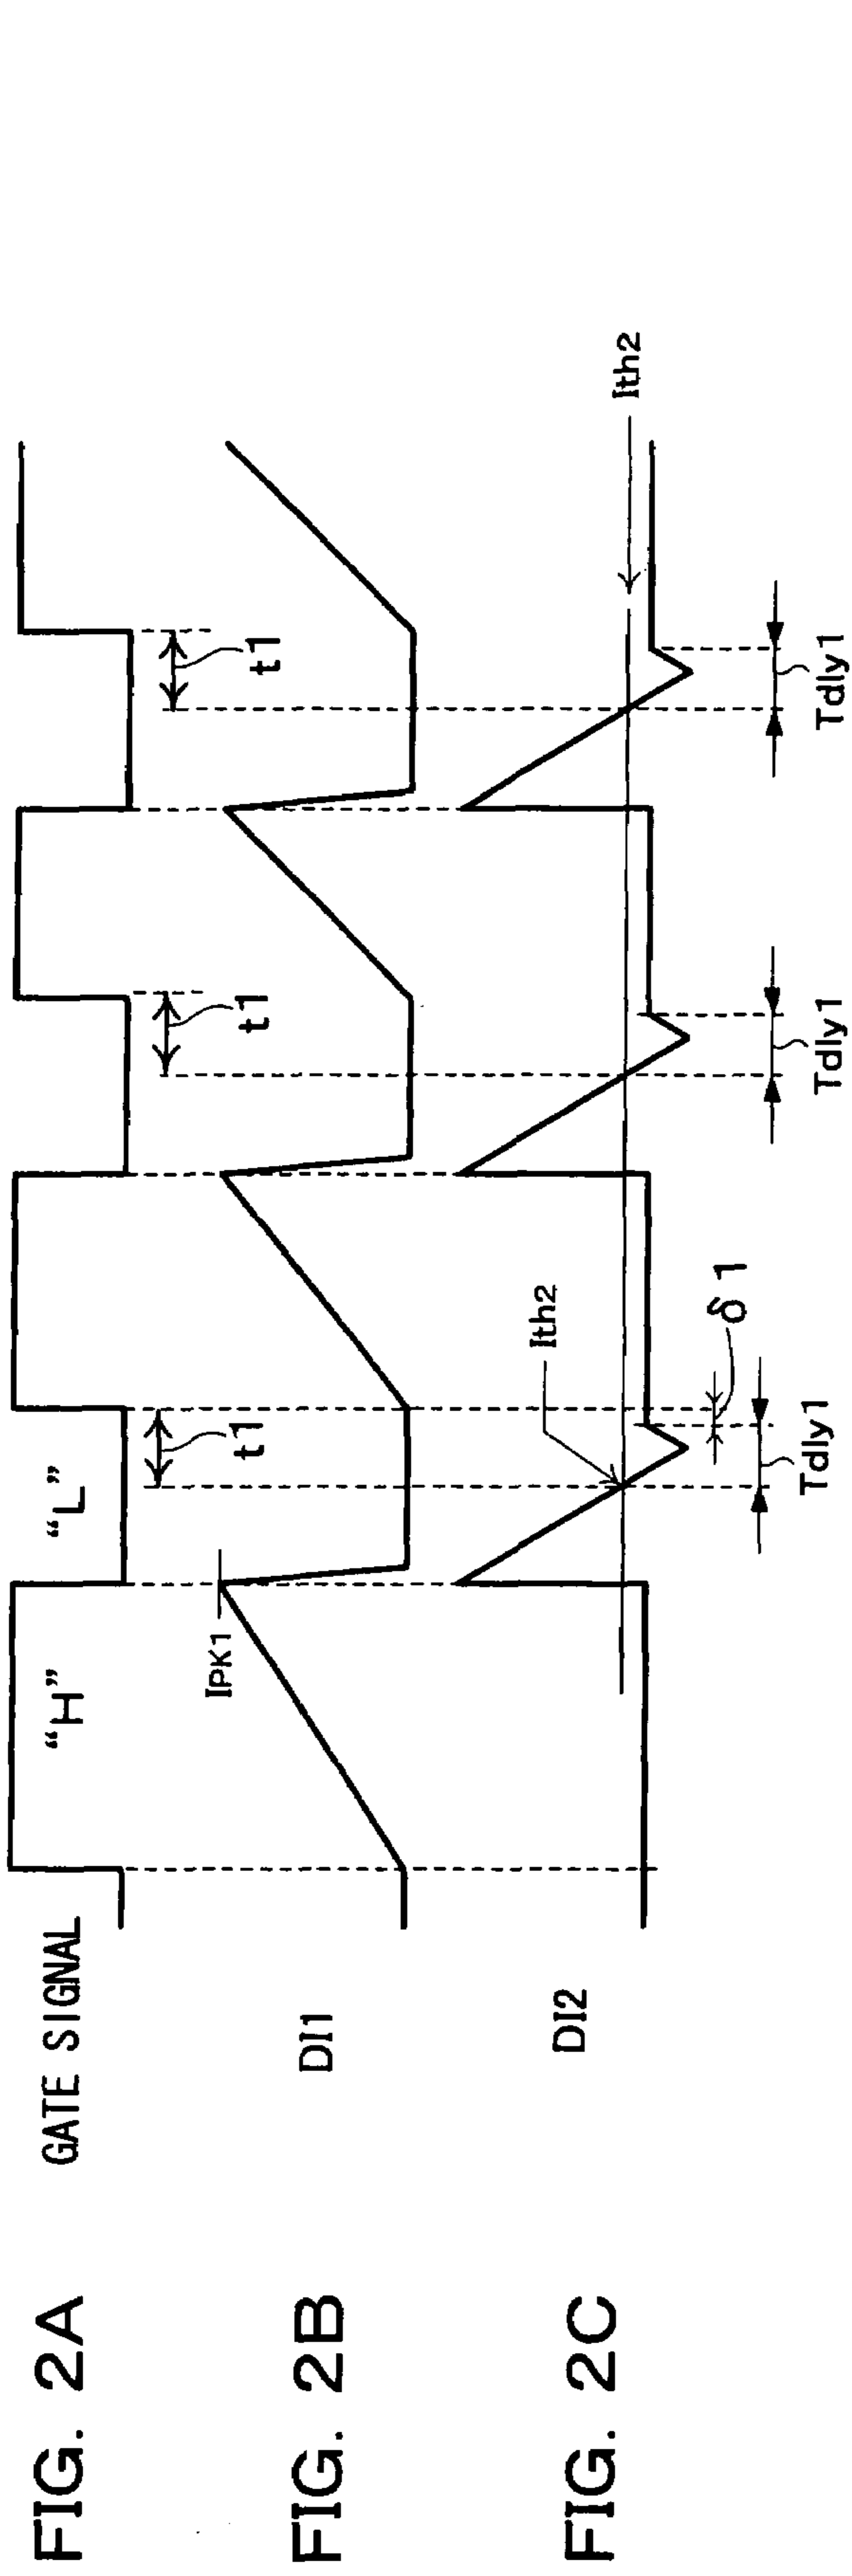 FIG. 2A
GATE SIGNAL
“H”
“L”
t1
t1
t1
FIG. 2B
DI1
IPK1
FIG. 2C
DI2
Ith2
Ith2
δ1
Tdly1
Tdly1
Tdly1